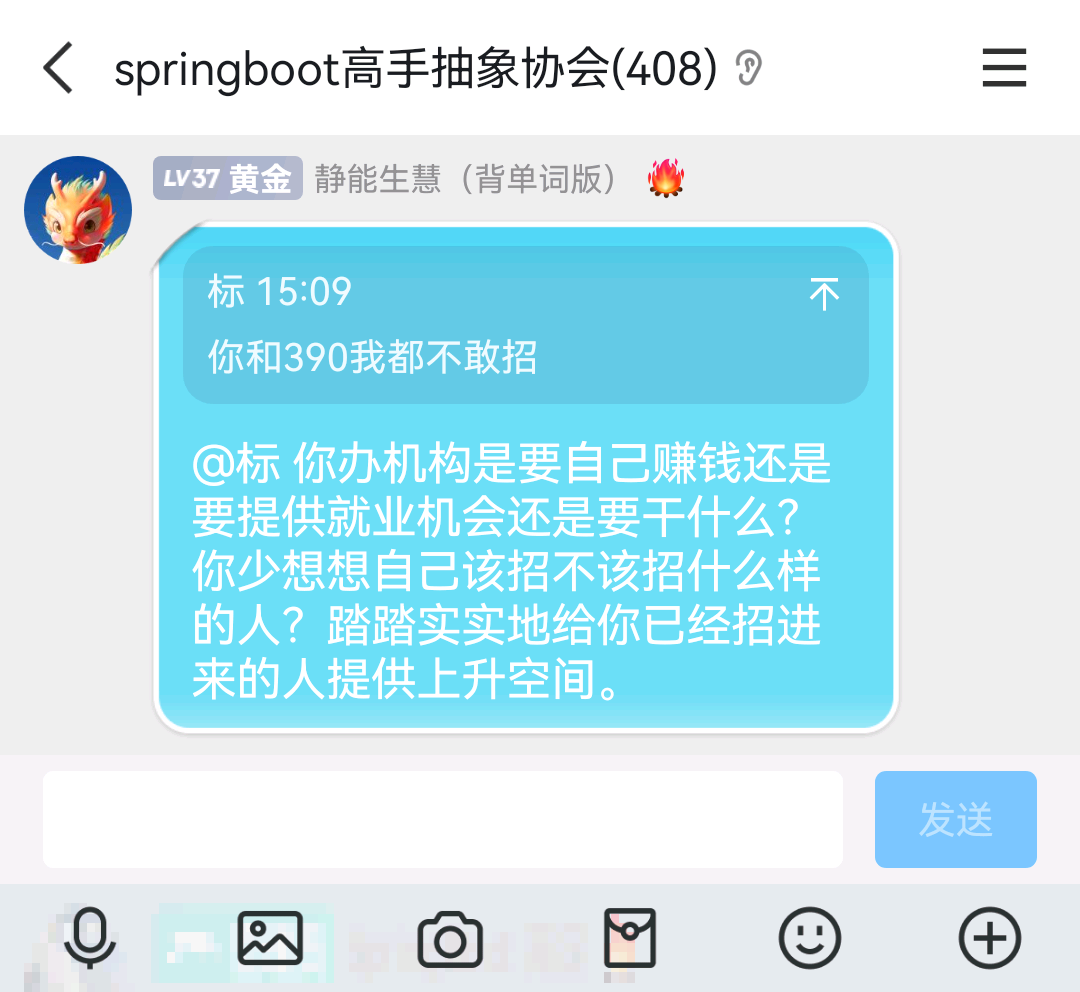 springboot高手抽象协会(408)
LV37 黄金 静能生慧（背单词版）
标 15:09
你和390我都不敢招
@标 你办机构是要自己赚钱还是
要提供就业机会还是要干什么？
你少想想自己该招不该招什么样
的人？踏踏实实地给你已经招进
来的人提供上升空间。
发送